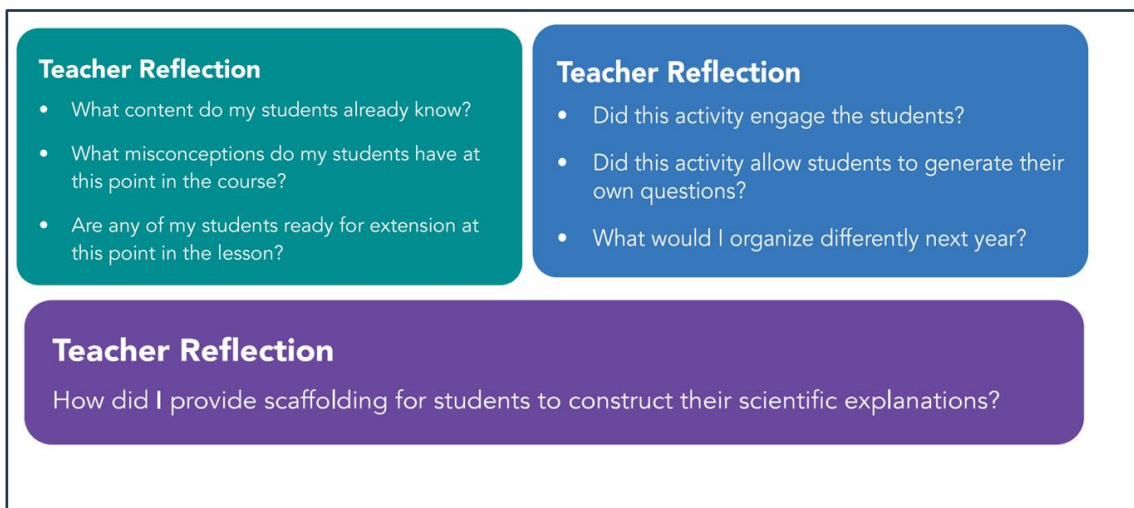 Teacher Reflection
• What content do my students already know?
• What misconceptions do my students have at
this point in the course?
• Are any of my students ready for extension at
this point in the lesson?
Teacher Reflection
• Did this activity engage the students?
• Did this activity allow students to generate their
own questions?
• What would I organize differently next year?
Teacher Reflection
How did I provide scaffolding for students to construct their scientific explanations?